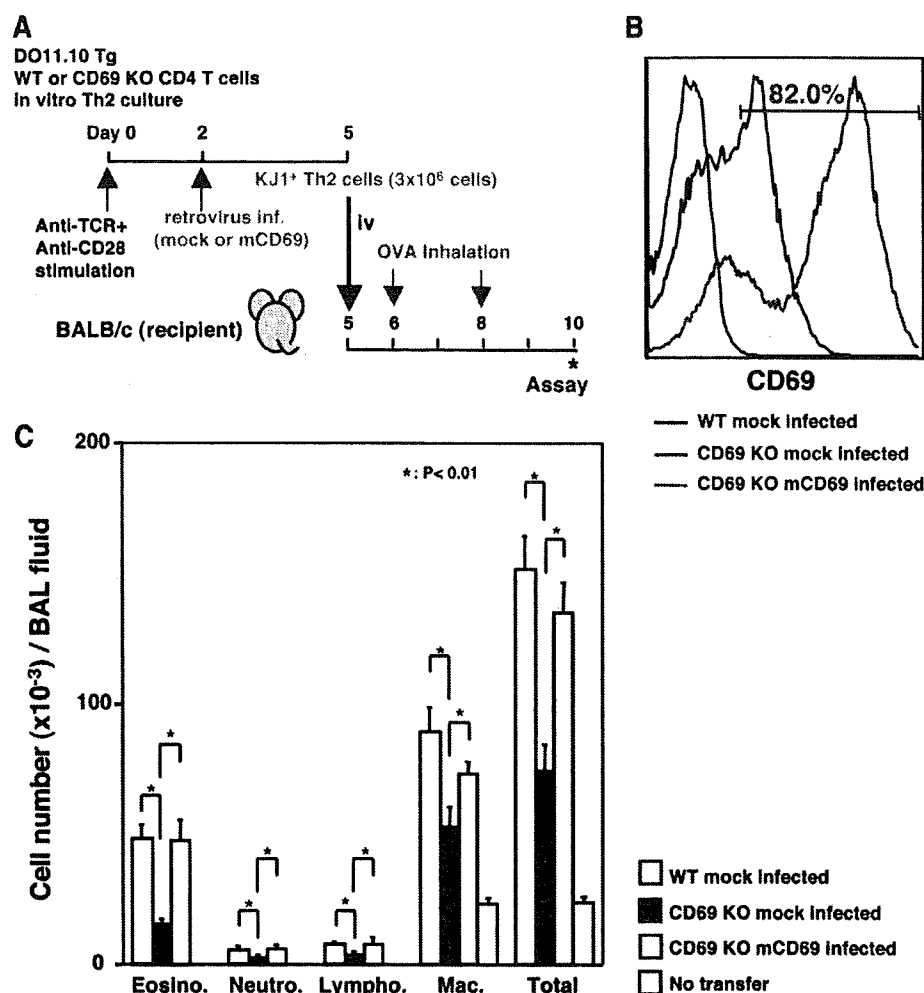 A
DO11.10 Tg
WT or CD69 KO CD4 T cells
in vitro Th2 culture
Day 0 2 5
KJ1+ Th2 cells (3x10⁶ cells)
Anti-TCR+
Anti-CD28
stimulation
retrovirus inf.
(mock or mCD69)
iv
OVA Inhalation
BALB/c (recipient)
5 6 8 10
*
Assay
B
82.0%
CD69
WT mock infected
CD69 KO mock infected
CD69 KO mCD69 infected
C
200
100
0
Cell number (x10⁻³) / BAL fluid
*: P< 0.01
* * * * * * * * * *
Eosino. Neutro. Lympho. Mac. Total
WT mock infected
CD69 KO mock infected
CD69 KO mCD69 infected
No transfer